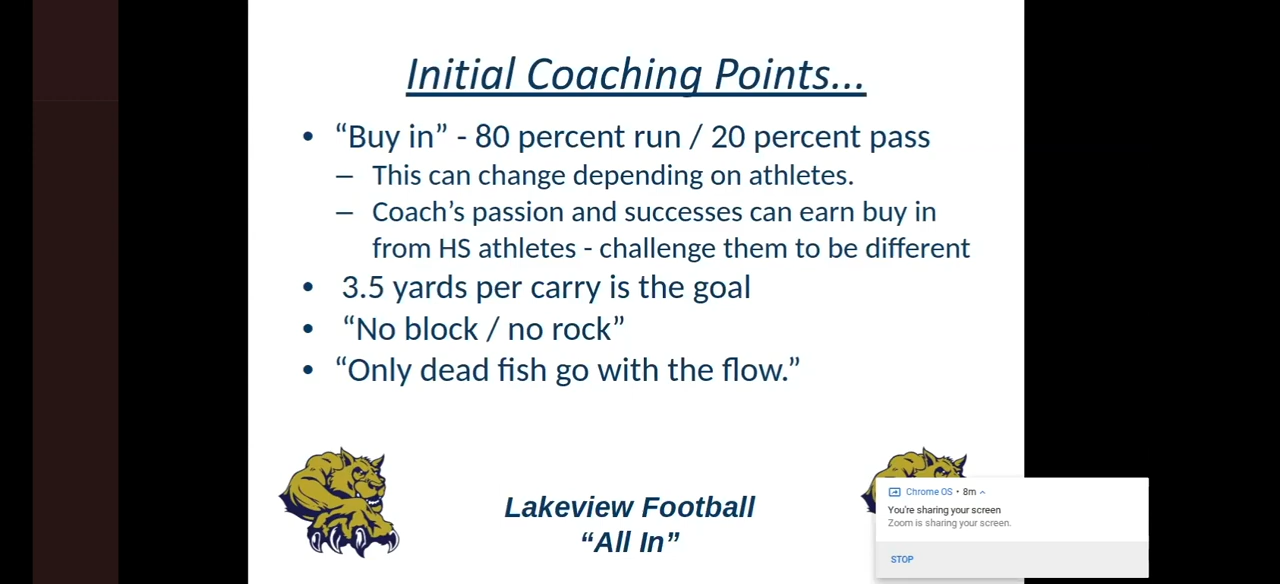 Initial Coaching Points...
• “Buy in” - 80 percent run / 20 percent pass
– This can change depending on athletes.
– Coach’s passion and successes can earn buy in
from HS athletes - challenge them to be different
• 3.5 yards per carry is the goal
• “No block / no rock”
• “Only dead fish go with the flow.”
Lakeview Football
“All In”
Chrome OS • 8m
You're sharing your screen
Zoom is sharing your screen.
STOP